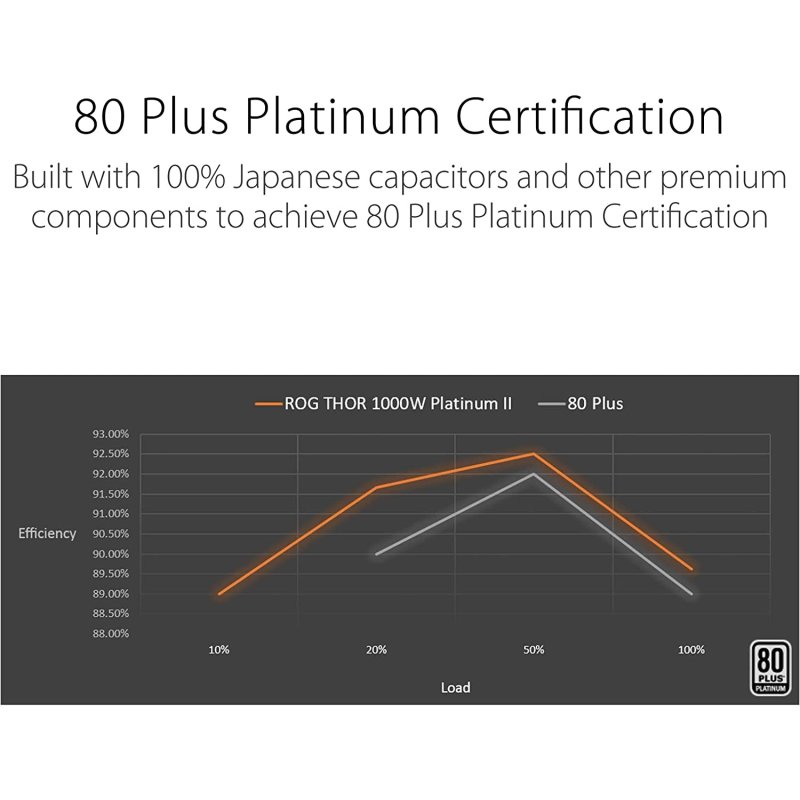 80 Plus Platinum Certification
Built with 100% Japanese capacitors and other premium
components to achieve 80 Plus Platinum Certification
ROG THOR 1000W Platinum II
80 Plus
93.00%
92.50%
92.00%
91.50%
91.00%
Efficiency
90.50%
90.00%
89.50%
89.00%
88.50%
88.00%
10%
20%
50%
100%
Load
80
PLUS
PLATINUM